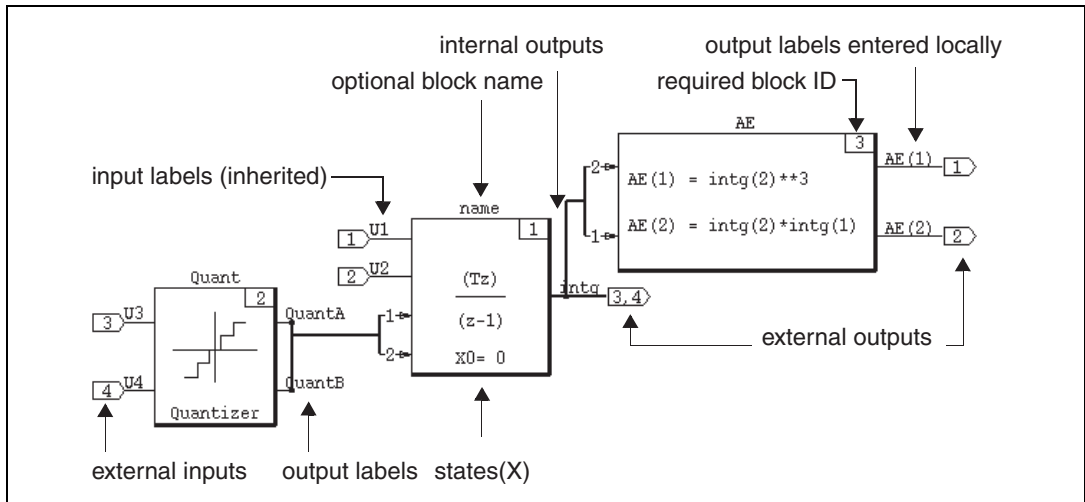 internal outputs
output labels entered locally
optional block name
required block ID
AE
3
AE(1)
1
2
AE(1) = intg(2)**3
input labels (inherited)
name
1
U1
1
AE(2) = intg(2)*intg(1)
1
AE(2)
2
2
U2
(Tz)
intg
3,4
Quant
2
QuantA
3
U3
1
(z-1)
external outputs
2
X0= 0
4
U4
QuantB
Quantizer
external inputs
output labels
states(X)